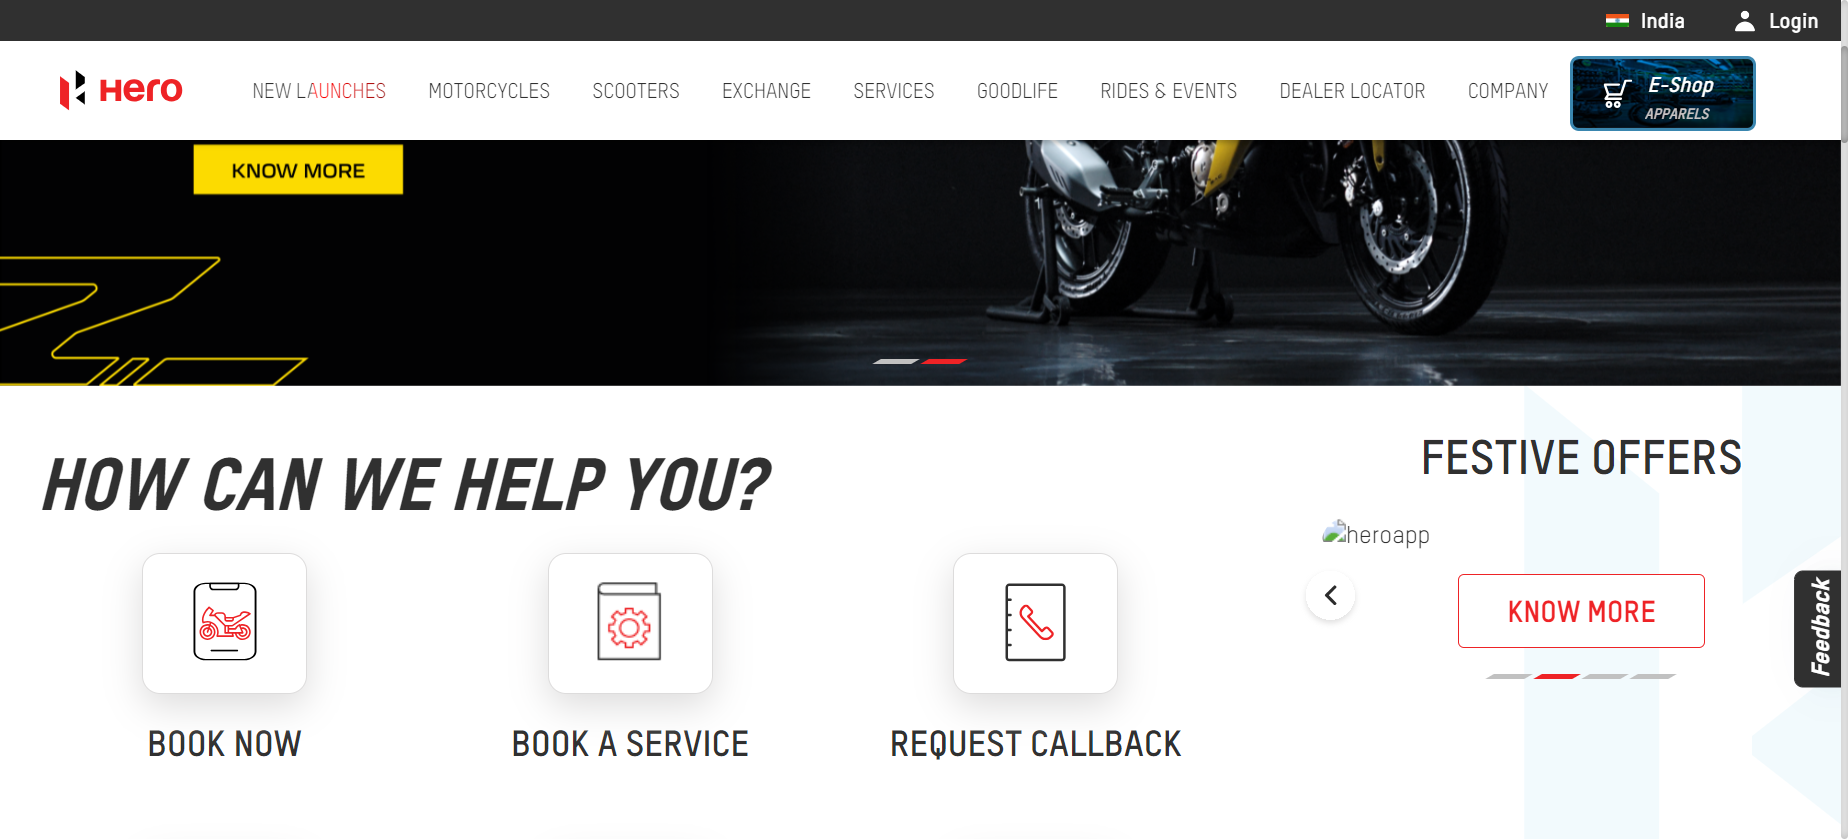 India
Login
Hero
NEW LAUNCHES
MOTORCYCLES
SCOOTERS
EXCHANGE
SERVICES
GOODLIFE
RIDES & EVENTS
DEALER LOCATOR
COMPANY
E-Shop
APPARELS
KNOW MORE
HOW CAN WE HELP YOU?
BOOK NOW
BOOK A SERVICE
REQUEST CALLBACK
FESTIVE OFFERS
heroapp
KNOW MORE
Feedback